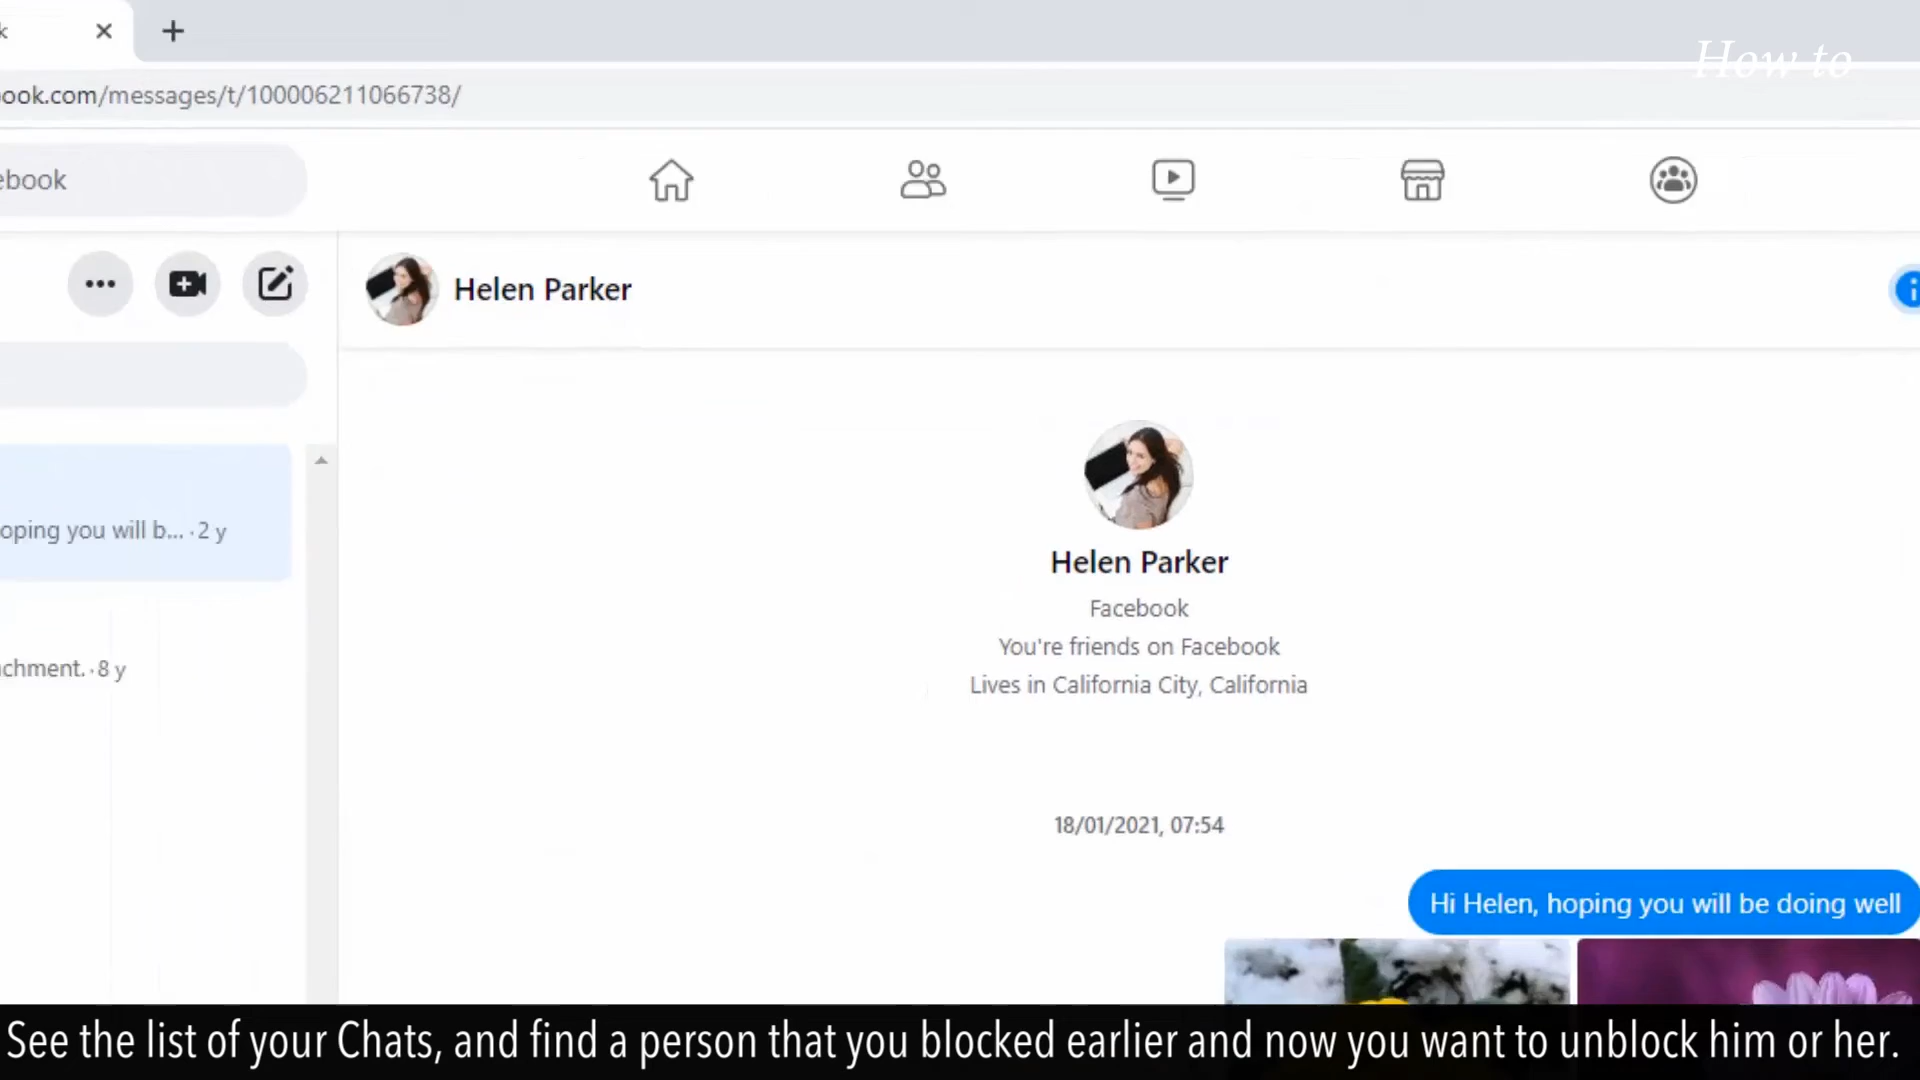 k
How to
ook.com/messages/t/100006211066738/
ebook
Helen Parker
oping you will b... · 2 y
achment. · 8 y
Helen Parker
Facebook
You're friends on Facebook
Lives in California City, California
18/01/2021, 07:54
Hi Helen, hoping you will be doing well
See the list of your Chats, and find a person that you blocked earlier and now you want to unblock him or her.